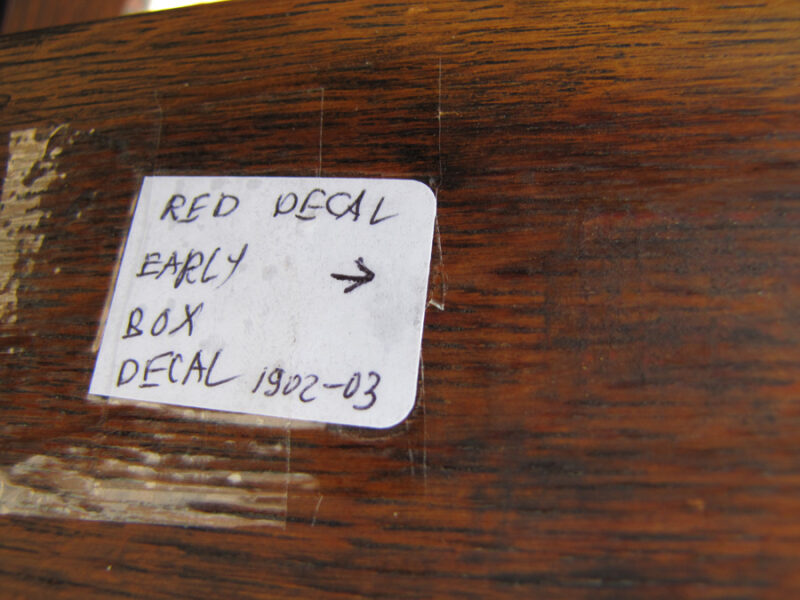 RED DECAL
EARLY →
BOX
DECAL 1902-03